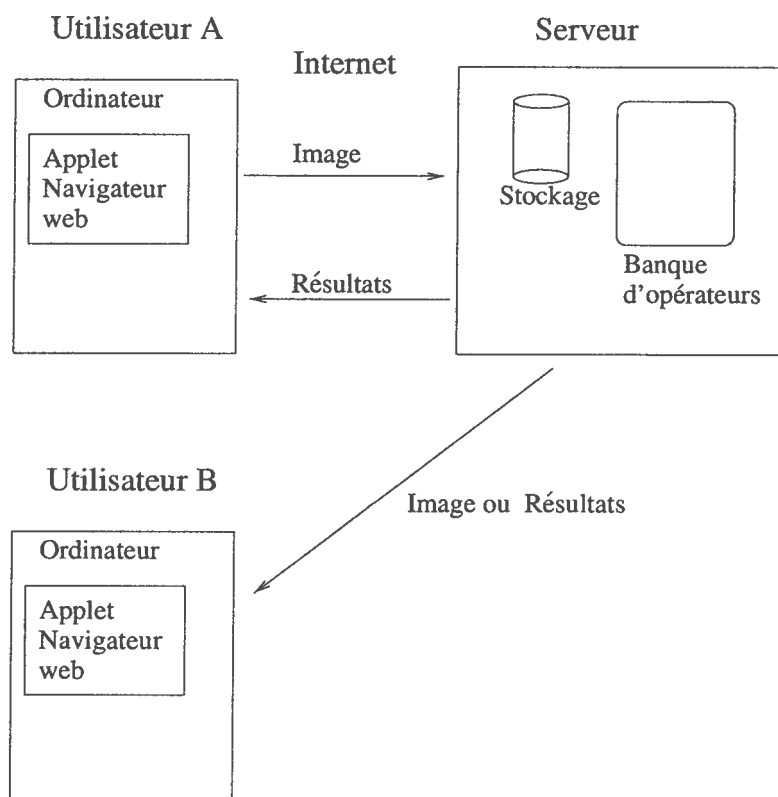 Utilisateur A
Serveur
Internet
Ordinateur
Applet
Navigateur
web
Image
Stockage
Banque
d'opérateurs
Résultats
Utilisateur B
Image ou Résultats
Ordinateur
Applet
Navigateur
web